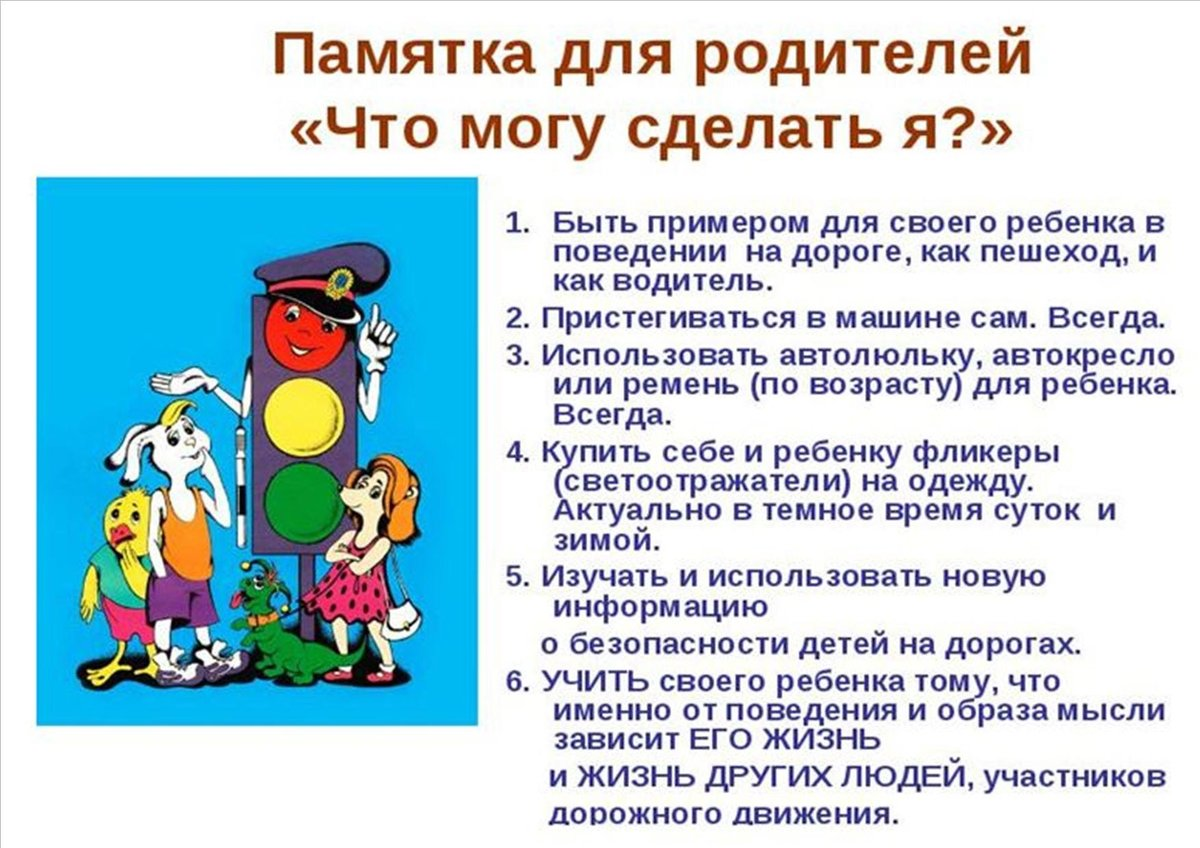 Памятка для родителей
«Что могу сделать я?»
1. Быть примером для своего ребенка в
поведении на дороге, как пешеход, и
как водитель.
2. Пристегиваться в машине сам. Всегда.
3. Использовать автолюльку, автокресло
или ремень (по возрасту) для ребенка.
Всегда.
4. Купить себе и ребенку фликеры
(светоотражатели) на одежду.
Актуально в темное время суток и
зимой.
5. Изучать и использовать новую
информацию
о безопасности детей на дорогах.
6. УЧИТЬ своего ребенка тому, что
именно от поведения и образа мысли
зависит ЕГО ЖИЗНЬ
и ЖИЗНЬ ДРУГИХ ЛЮДЕЙ, участников
дорожного движения.